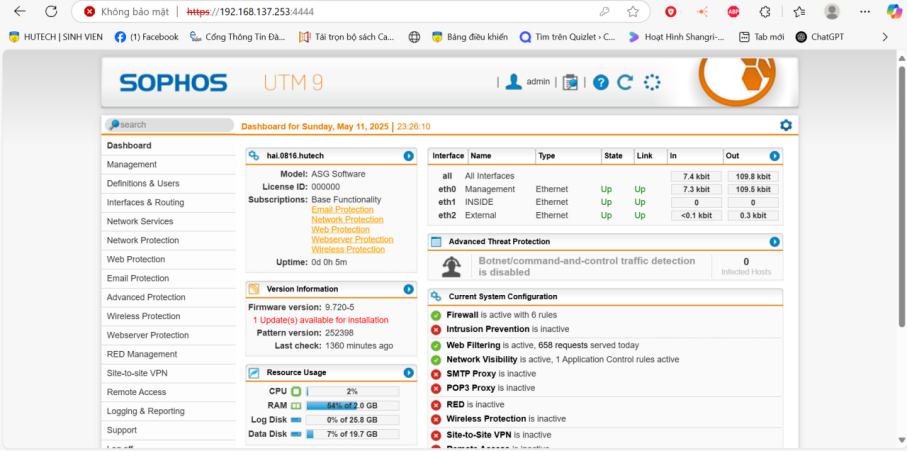 Không bảo mật | https://192.168.137.253:4444
HUTECH | SINH VIEN (1) Facebook Cổng Thông Tin Đà... Tài trọn bộ sách Ca... Bảng điều khiển Tìm trên Quizlet ›... Hoạt Hình Shangri-... Tab mới ChatGPT
ABP
SOPHOS UTM 9 | admin |
search
Dashboard for Sunday, May 11, 2025 | 23:26:10
Dashboard
Management
Definitions & Users
Interfaces & Routing
Network Services
Network Protection
Web Protection
Email Protection
Advanced Protection
Wireless Protection
Webserver Protection
RED Management
Site-to-site VPN
Remote Access
Logging & Reporting
Support
Log off
hai.0816.hutech
Model: ASG Software
License ID: 000000
Subscriptions: Base Functionality
Email Protection
Network Protection
Web Protection
Webserver Protection
Wireless Protection
Uptime: 0d 0h 5m
Version Information
Firmware version: 9.720-5
1 Update(s) available for installation
Pattern version: 252398
Last check: 1360 minutes ago
Resource Usage
CPU 2%
RAM 54% of 2.0 GB
Log Disk 0% of 25.8 GB
Data Disk 7% of 19.7 GB
Interface Name Type State Link In Out
all All Interfaces 7.4 kbit 109.8 kbit
eth0 Management Ethernet Up Up 7.3 kbit 109.5 kbit
eth1 INSIDE Ethernet Up Up 0 0
eth2 External Ethernet Up Up <0.1 kbit 0.3 kbit
Advanced Threat Protection
Botnet/command-and-control traffic detection
is disabled
0
Infected Hosts
Current System Configuration
Firewall is active with 6 rules
Intrusion Prevention is inactive
Web Filtering is active, 658 requests served today
Network Visibility is active, 1 Application Control rules active
SMTP Proxy is inactive
POP3 Proxy is inactive
RED is inactive
Wireless Protection is inactive
Site-to-Site VPN is inactive
Remote Access is inactive